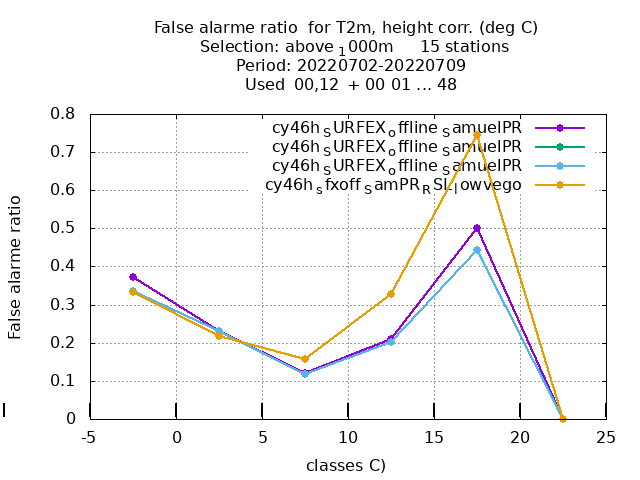 False alarme ratio  for T2m, height corr. (deg C)
Selection: above 1000m     15 stations
Period: 20220702-20220709
Used  00,12  + 00 01 ... 48
cy46h SURFEX offline SamuelPR
cy46h SURFEX offline SamuelPR
cy46h SURFEX offline SamuelPR
cy46h sfxoff SamPR RSI lowvego
False alarme ratio
0.8
0.7
0.6
0.5
0.4
0.3
0.2
0.1
0
-5 0 5 10 15 20 25
classes C)